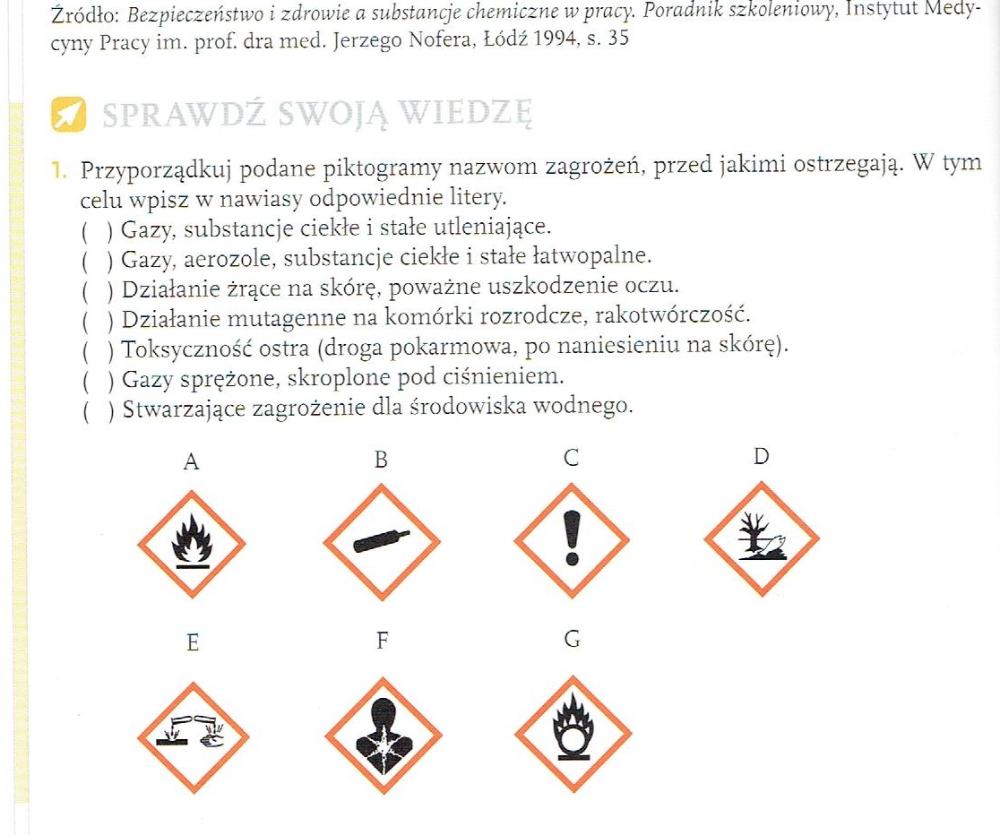 Źródło: Bezpieczeństwo i zdrowie a substancje chemiczne w pracy. Poradnik szkoleniowy, Instytut Medy-
cyny Pracy im. prof. dra med. Jerzego Nofera, Łódź 1994, s. 35
SPRAWDŹ SWOJĄ WIEDZĘ
1. Przyporządkuj podane piktogramy nazwom zagrożeń, przed jakimi ostrzegają. W tym
celu wpisz w nawiasy odpowiednie litery.
( ) Gazy, substancje ciekłe i stałe utleniające.
( ) Gazy, aerozole, substancje ciekłe i stałe łatwopalne.
( ) Działanie żrące na skórę, poważne uszkodzenie oczu.
( ) Działanie mutagenne na komórki rozrodcze, rakotwórczość.
( ) Toksyczność ostra (droga pokarmowa, po naniesieniu na skórę).
( ) Gazy sprężone, skroplone pod ciśnieniem.
( ) Stwarzające zagrożenie dla środowiska wodnego.
A B C D
E F G